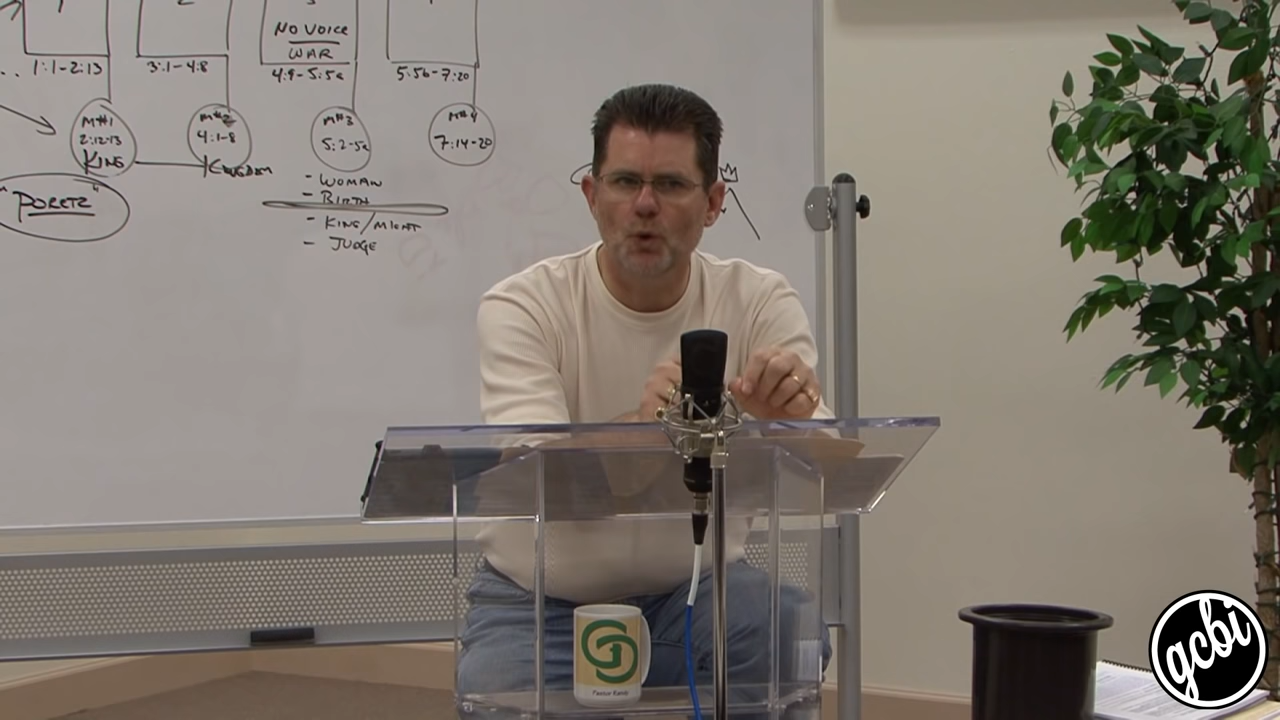 NO VOICE
WAR
1:1-2:13
3:1-4:8
4:9-5:5a
5:5b-7:20
M#1
2:12-13
KING
M#2
4:1-8
KINGDOM
M#3
5:2-5a
M#4
7:14-20
"PORETZ"
- WOMAN
- BIRTH
- KING/MIGHT
- JUDGE
G
Pastor Randy
gcbi